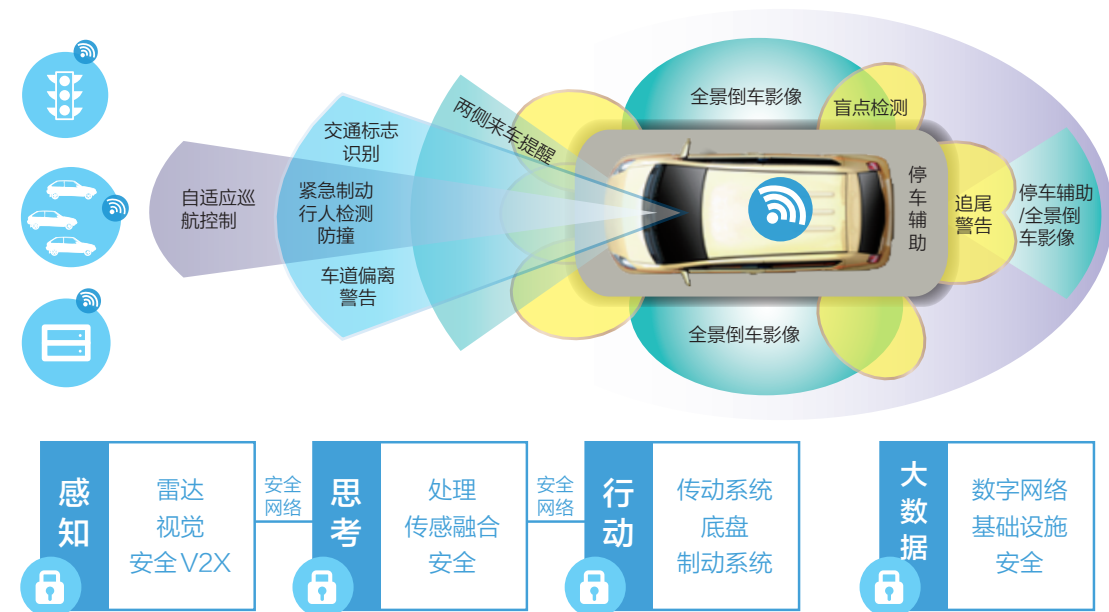 全景倒车影像
盲点检测
两侧来车提醒
交通标志
识别
自适应巡
航控制
紧急制动
行人检测
防撞
停车辅助
追尾
警告
停车辅助
/全景倒
车影像
车道偏离
警告
全景倒车影像
感知
雷达
视觉
安全V2X
安全
网络
思考
处理
传感融合
安全
安全
网络
行动
传动系统
底盘
制动系统
大数据
数字网络
基础设施
安全